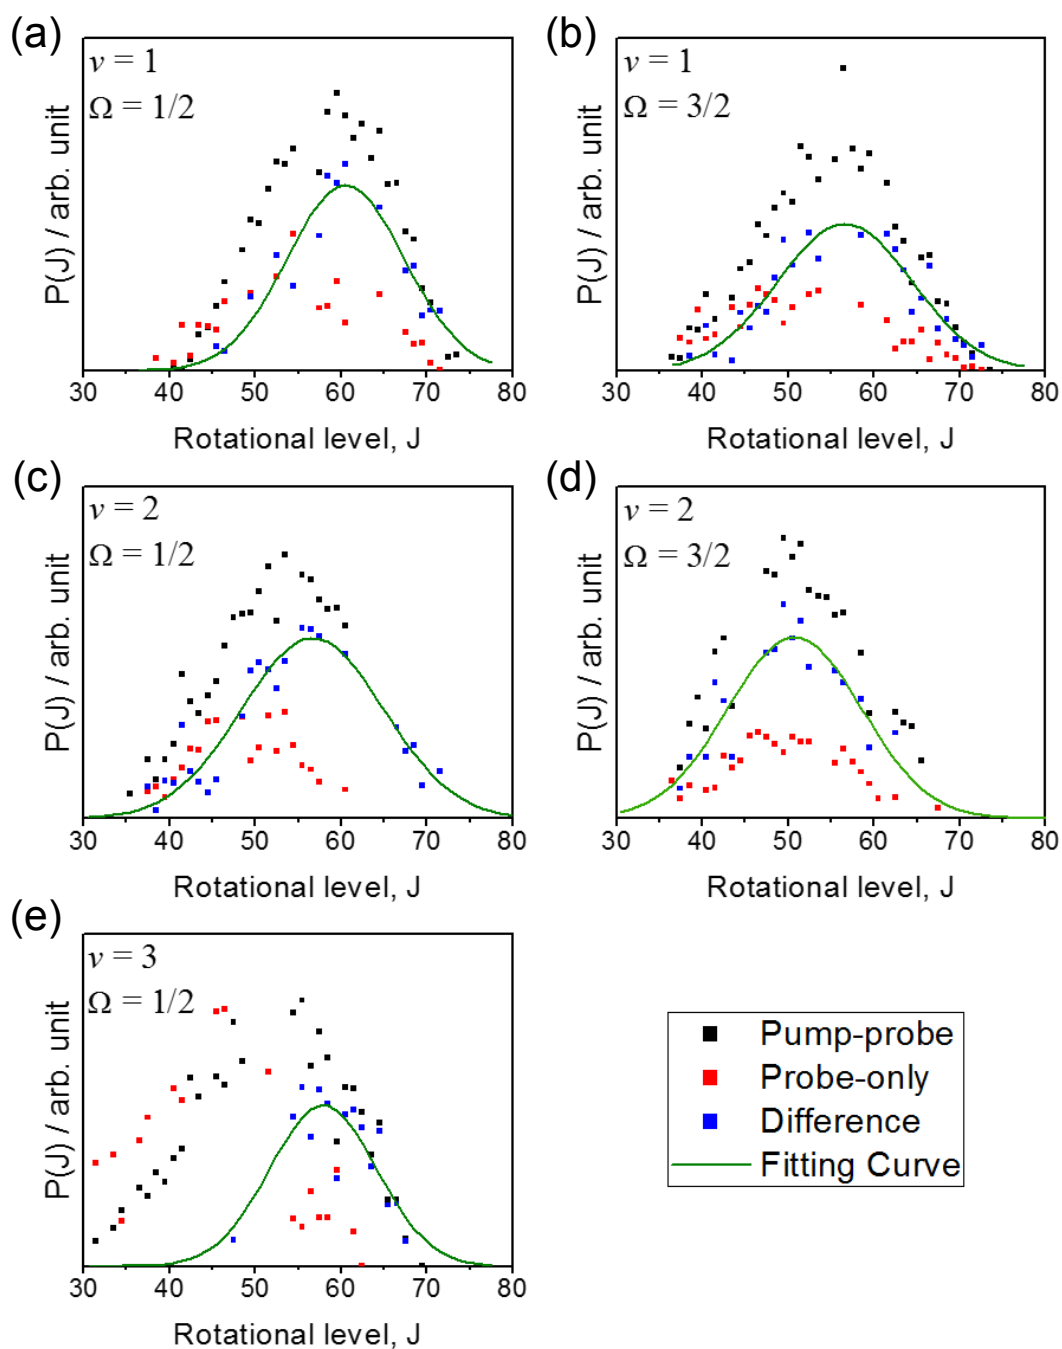 (a)
v = 1
Ω = 1/2
P(J) / arb. unit
30 40 50 60 70 80
Rotational level, J
(b)
v = 1
Ω = 3/2
P(J) / arb. unit
30 40 50 60 70 80
Rotational level, J
(c)
v = 2
Ω = 1/2
P(J) / arb. unit
30 40 50 60 70 80
Rotational level, J
(d)
v = 2
Ω = 3/2
P(J) / arb. unit
30 40 50 60 70 80
Rotational level, J
(e)
v = 3
Ω = 1/2
P(J) / arb. unit
30 40 50 60 70 80
Rotational level, J
Pump-probe
Probe-only
Difference
Fitting Curve